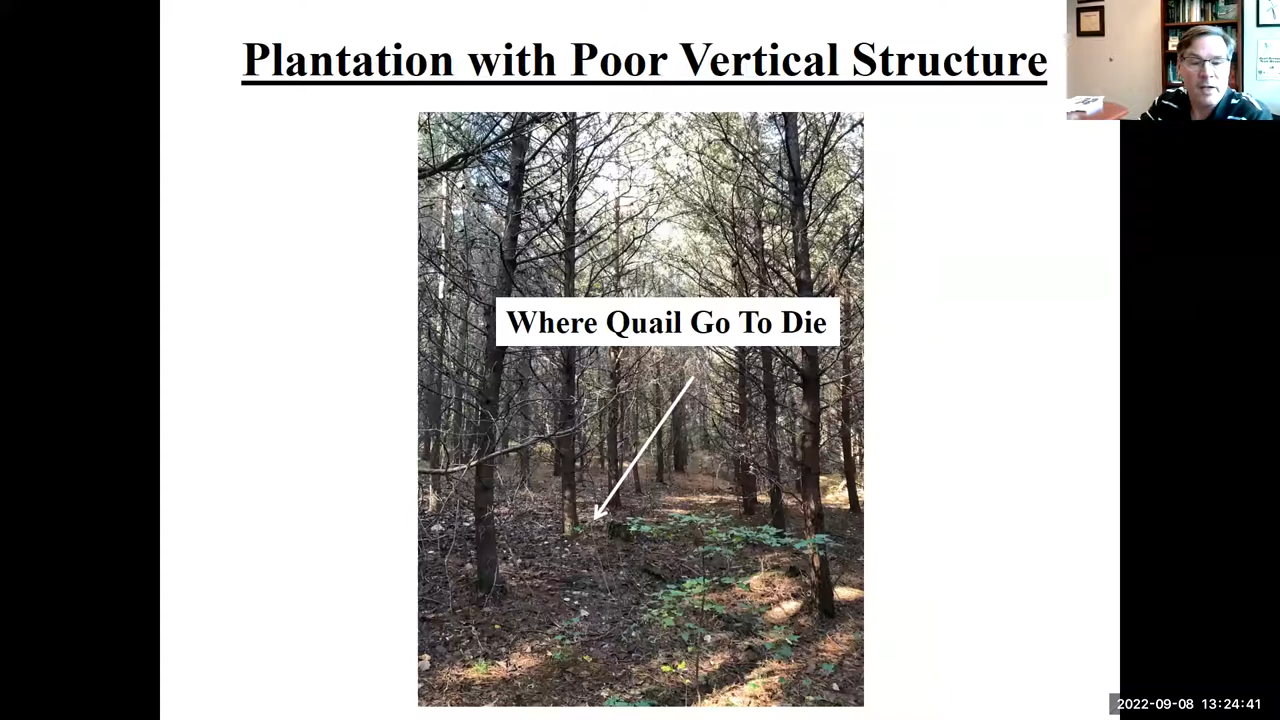 Plantation with Poor Vertical Structure
Where Quail Go To Die
2022-09-08 13:24:41